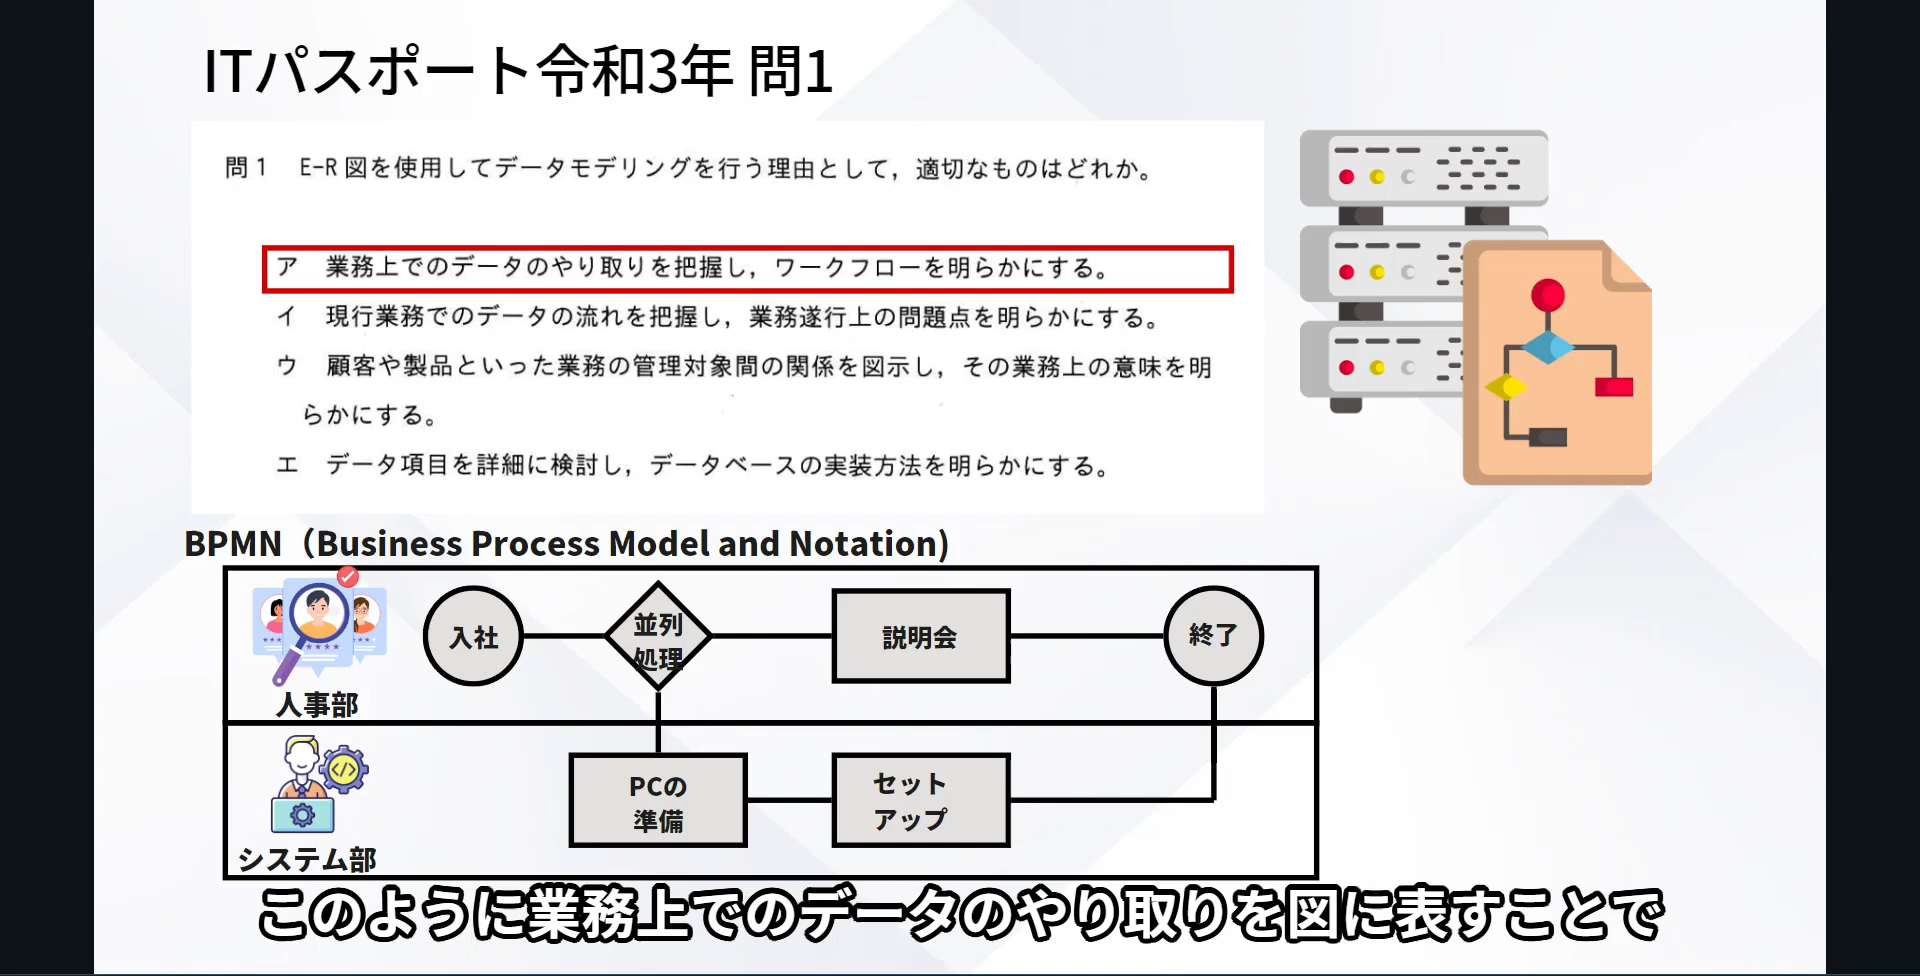 ITパスポート令和3年 問1
問1 E-R図を使用してデータモデリングを行う理由として，適切なものはどれか。
ア 業務上でのデータのやり取りを把握し，ワークフローを明らかにする。
イ 現行業務でのデータの流れを把握し，業務遂行上の問題点を明らかにする。
ウ 顧客や製品といった業務の管理対象間の関係を図示し，その業務上の意味を明
らかにする。
エ データ項目を詳細に検討し，データベースの実装方法を明らかにする。
BPMN（Business Process Model and Notation)
人事部
入社
並列
処理
説明会
終了
システム部
PCの
準備
セット
アップ
このように業務上でのデータのやり取りを図に表すことで